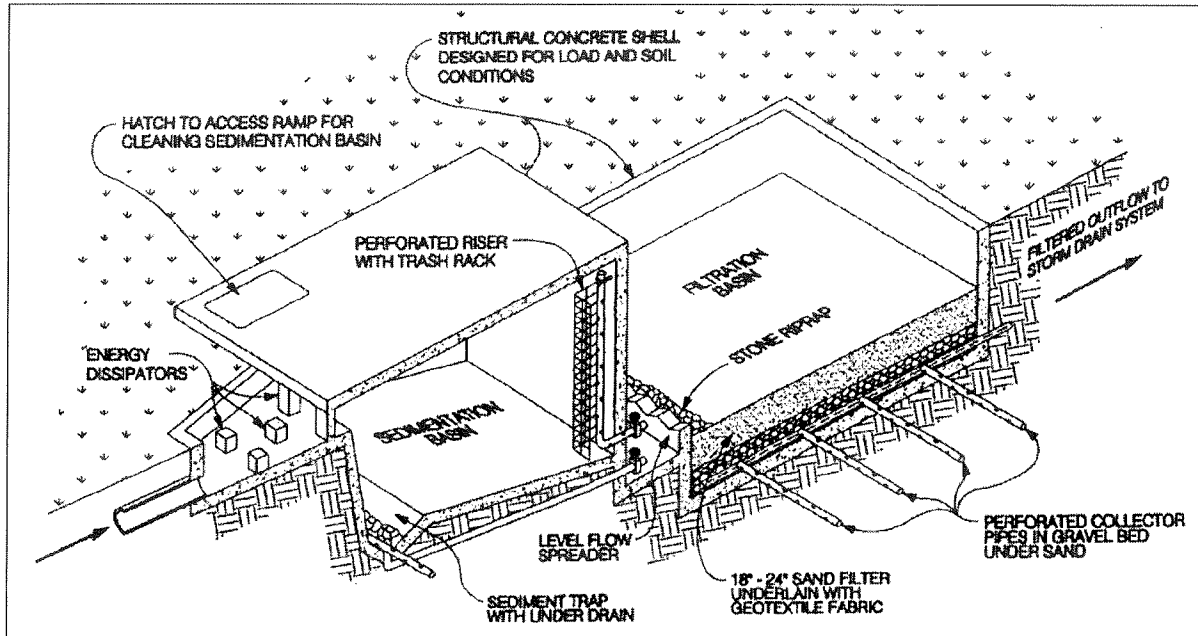 STRUCTURAL CONCRETE SHELL
DESIGNED FOR LOAD AND SOIL
CONDITIONS
HATCH TO ACCESS RAMP FOR
CLEANING SEDIMENTATION BASIN
PERFORATED RISER
WITH TRASH RACK
FILTRATION
BASIN
FILTERED OUTFLOW TO
STORM DRAIN SYSTEM
STONE RIPRAP
ENERGY
DISSIPATORS
SEDIMENTATION
BASIN
LEVEL FLOW
SPREADER
PERFORATED COLLECTOR
PIPES IN GRAVEL BED
UNDER SAND
18" - 24" SAND FILTER
UNDERLAIN WITH
GEOTEXTILE FABRIC
SEDIMENT TRAP
WITH UNDER DRAIN